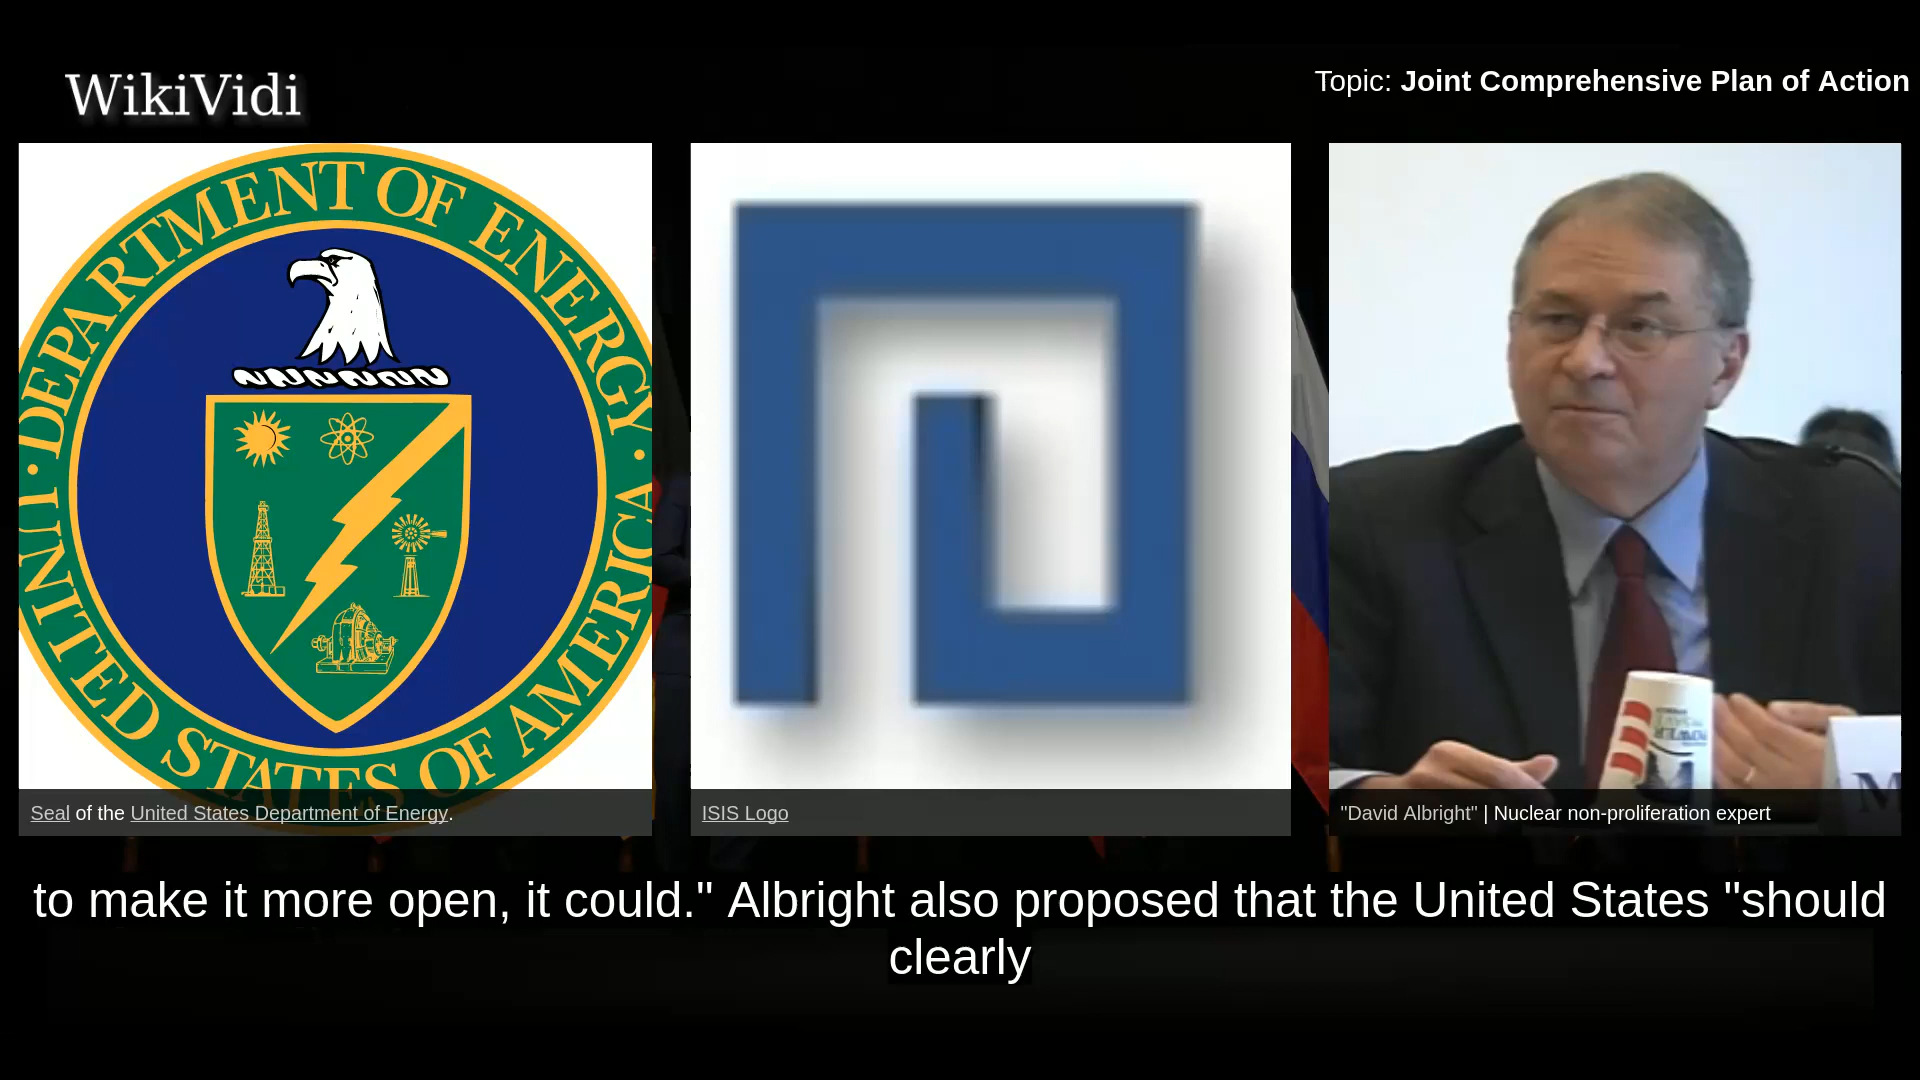 WikiVidi
Topic: Joint Comprehensive Plan of Action
DEPARTMENT OF ENERGY
UNITED STATES OF AMERICA
Seal of the United States Department of Energy.
ISIS Logo
"David Albright" | Nuclear non-proliferation expert
M
to make it more open, it could." Albright also proposed that the United States "should
clearly